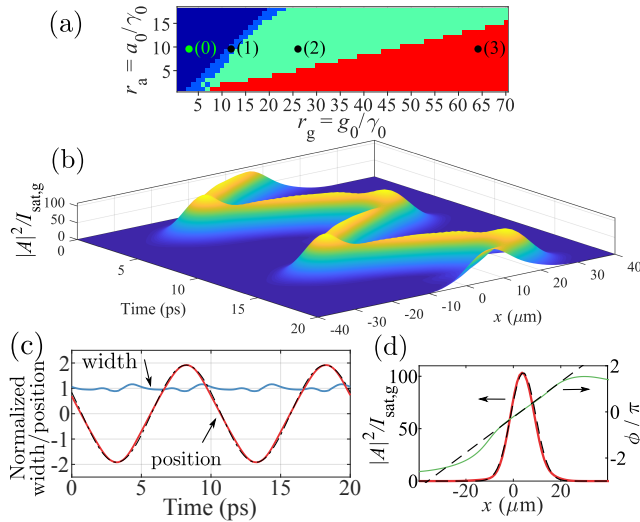 (a)
r_a = a_0/γ_0
15
10
5
(0)
(1)
(2)
(3)
5 10 15 20 25 30 35 40 45 50 55 60 65 70
r_g = g_0/γ_0
(b)
|A|²/I_sat,g
100
50
0
0
5
10
15
20
Time (ps)
-40
-30
-20
-10
0
10
20
30
40
x (μm)
(c)
Normalized
width/position
2
1
0
-1
-2
width
position
0 5 10 15 20
Time (ps)
(d)
|A|²/I_sat,g
100
50
0
-20 0 20
x (μm)
2
0
-2
ϕ / π